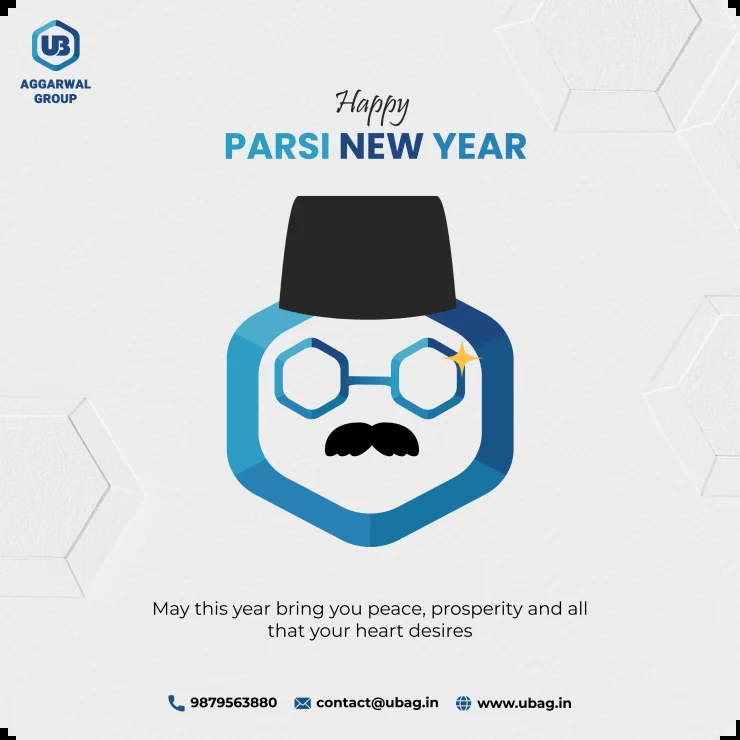 UB
AGGARWAL
GROUP
Happy
PARSI NEW YEAR
May this year bring you peace, prosperity and all
that your heart desires
9879563880 contact@ubag.in www.ubag.in